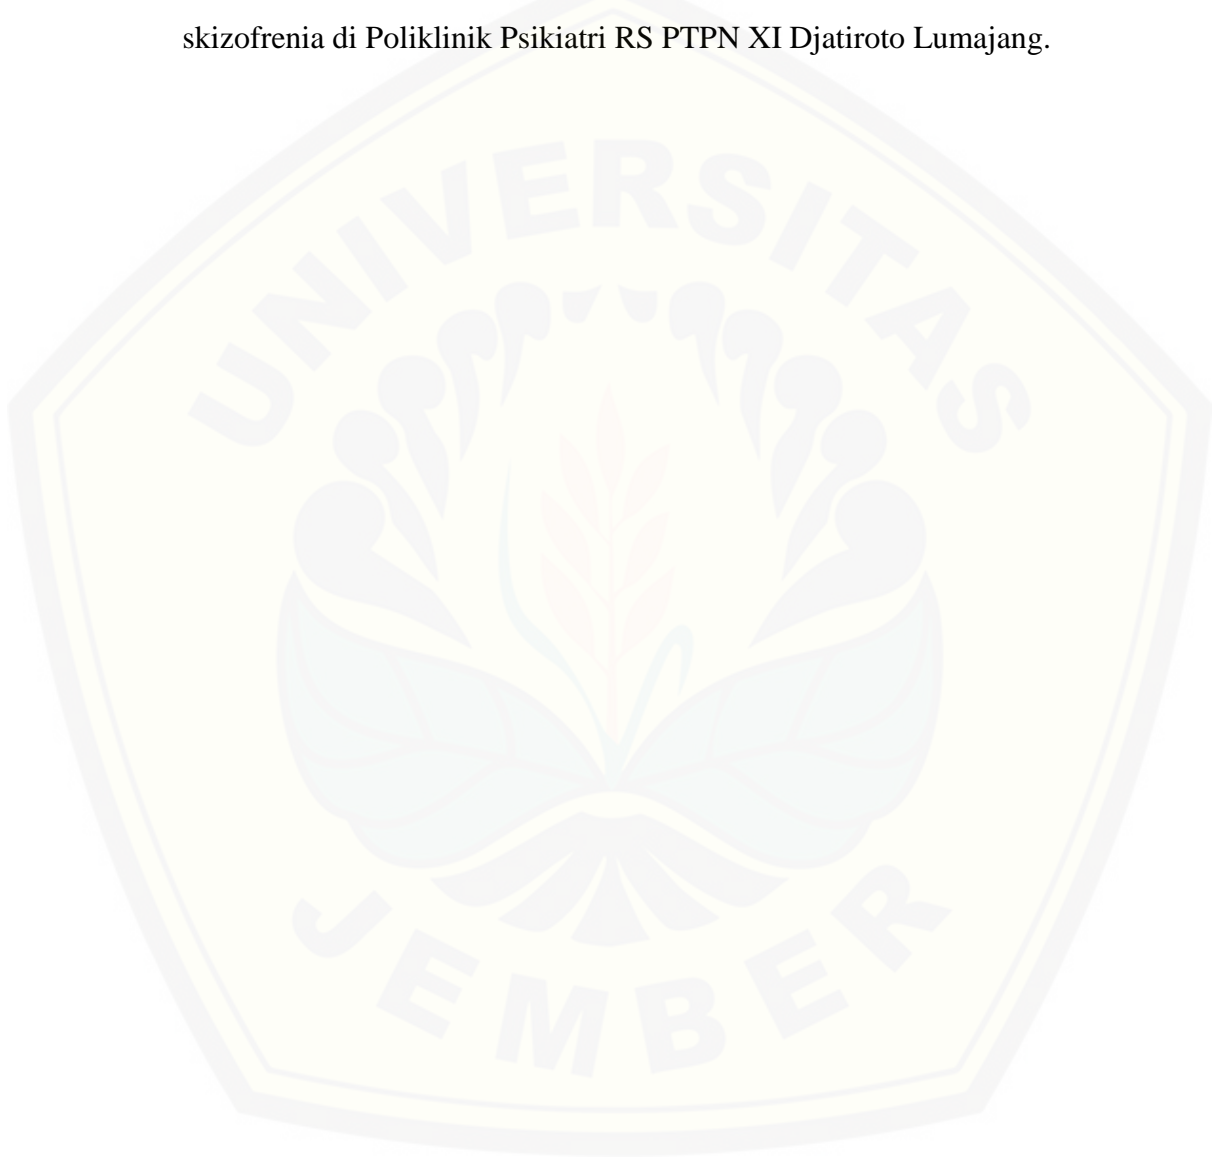 skizofrenia di Poliklinik Psikiatri RS PTPN XI Djatiroto Lumajang.
UNIVERSITAS
JEMBER